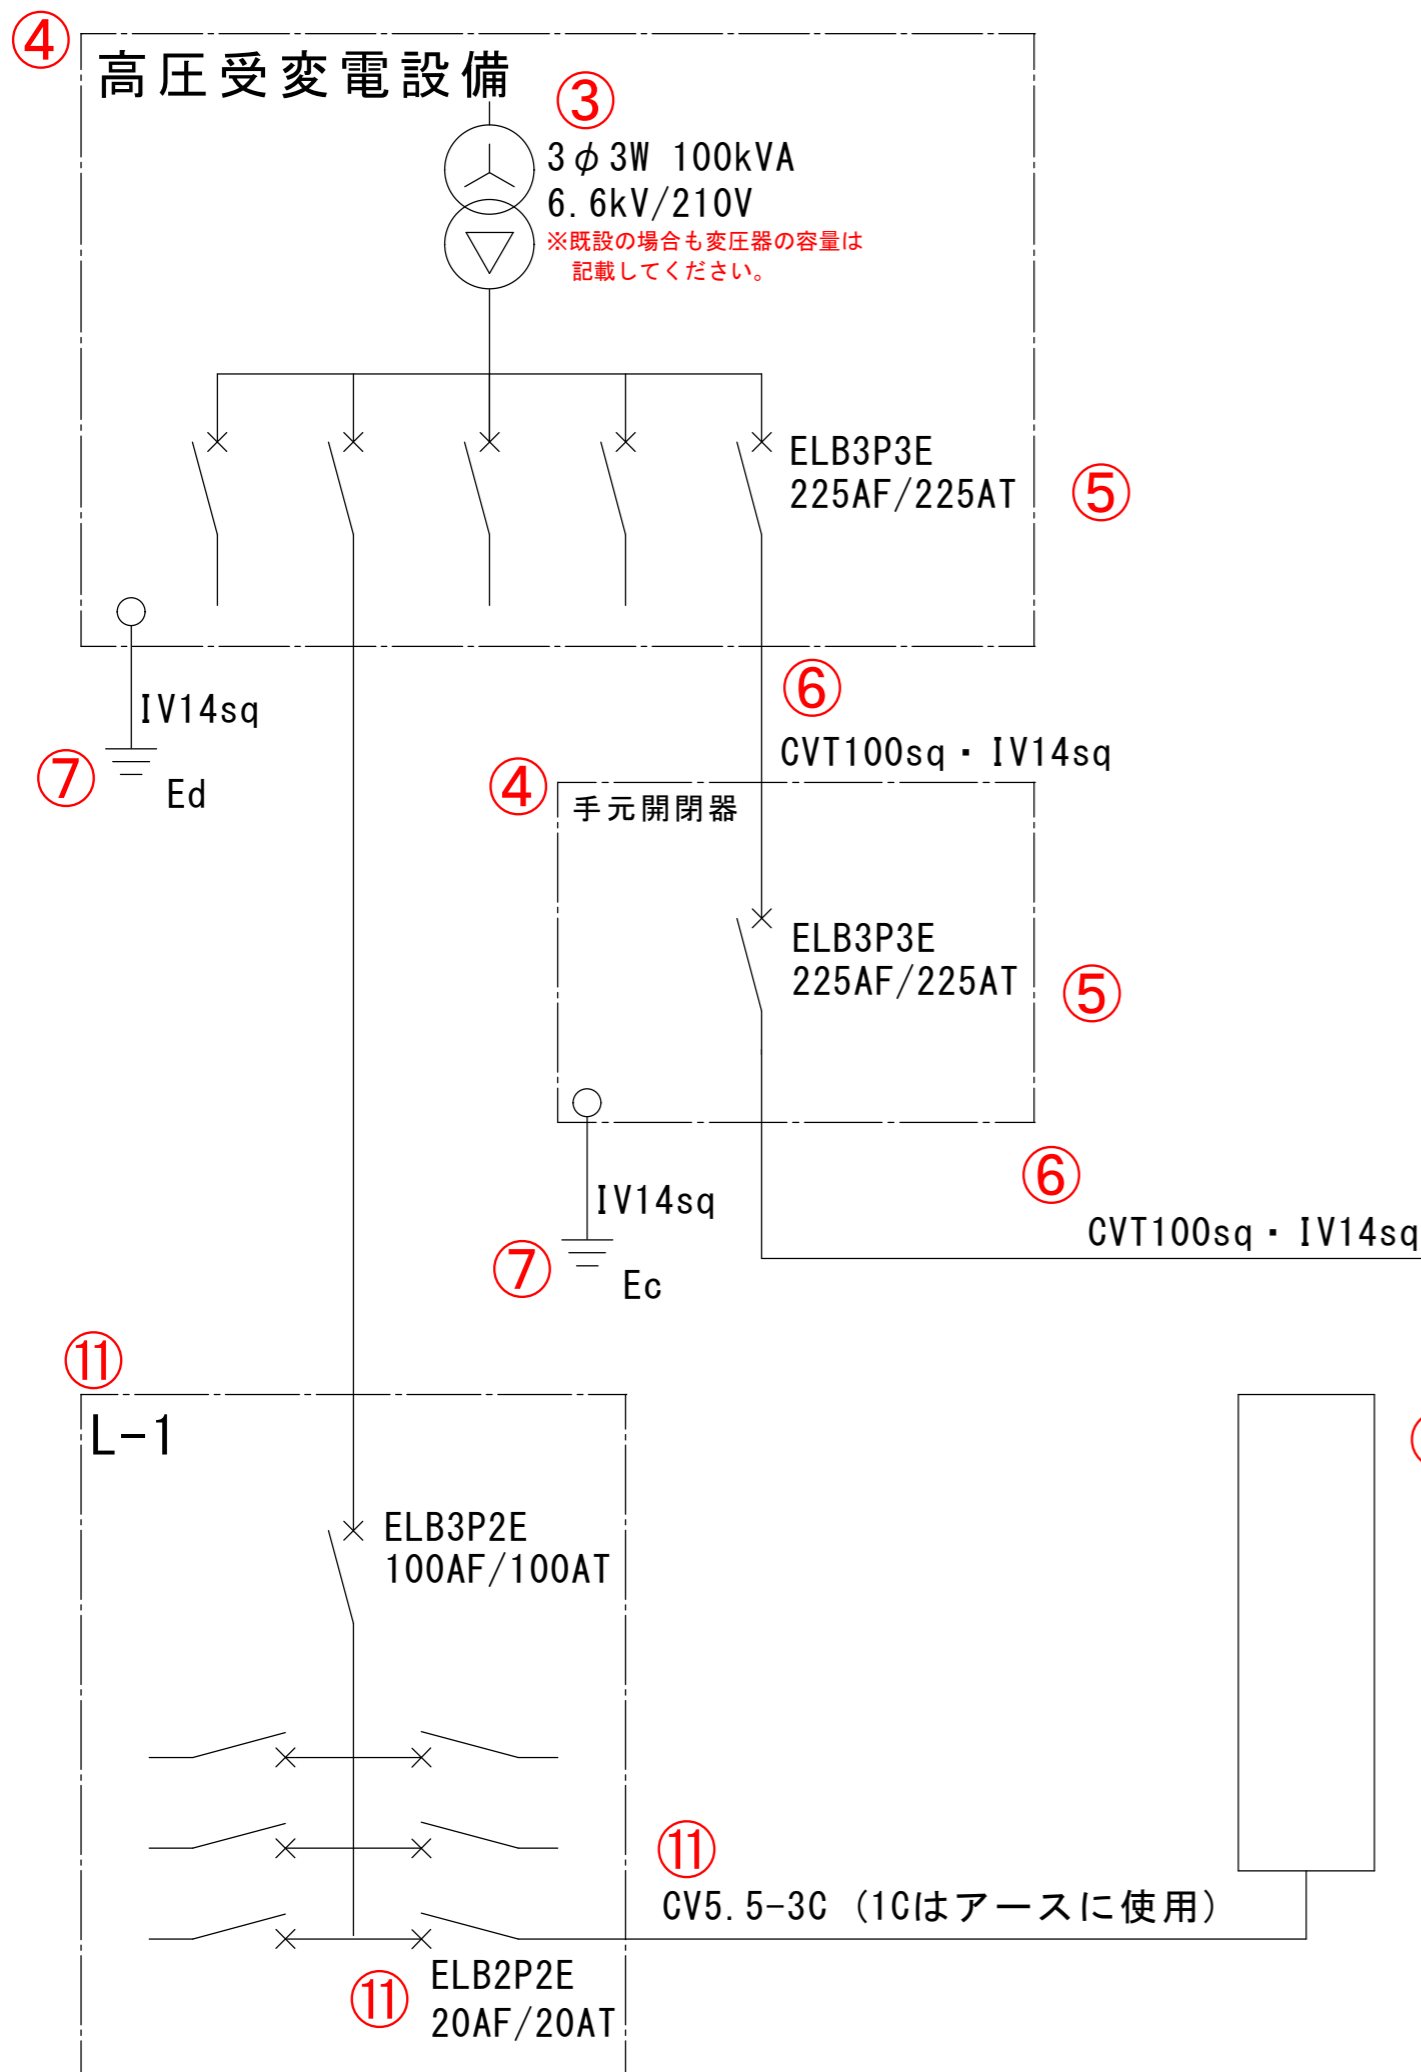 ④
高圧受変電設備
③
3φ3W 100kVA
6.6kV/210V
※既設の場合も変圧器の容量は
記載してください。
ELB3P3E
225AF/225AT
⑤
IV14sq
⑦
Ed
⑥
CVT100sq・IV14sq
④
手元開閉器
ELB3P3E
225AF/225AT
⑤
IV14sq
⑦
Ec
⑥
CVT100sq・IV14sq
⑪
L-1
ELB3P2E
100AF/100AT
⑪
CV5.5-3C (1Cはアースに使用)
⑪
ELB2P2E
20AF/20AT